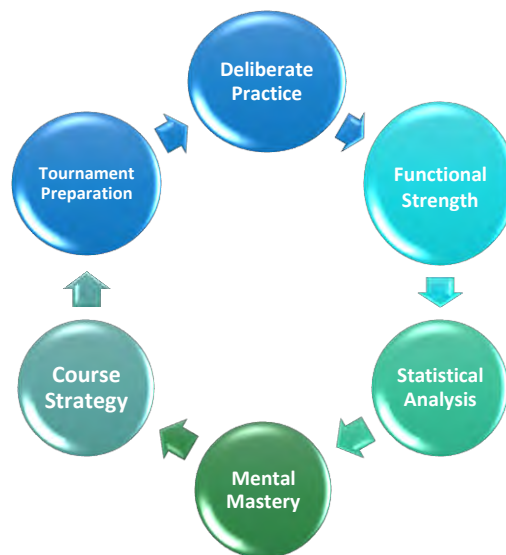 Deliberate
Practice
Functional
Strength
Statistical
Analysis
Mental
Mastery
Course
Strategy
Tournament
Preparation